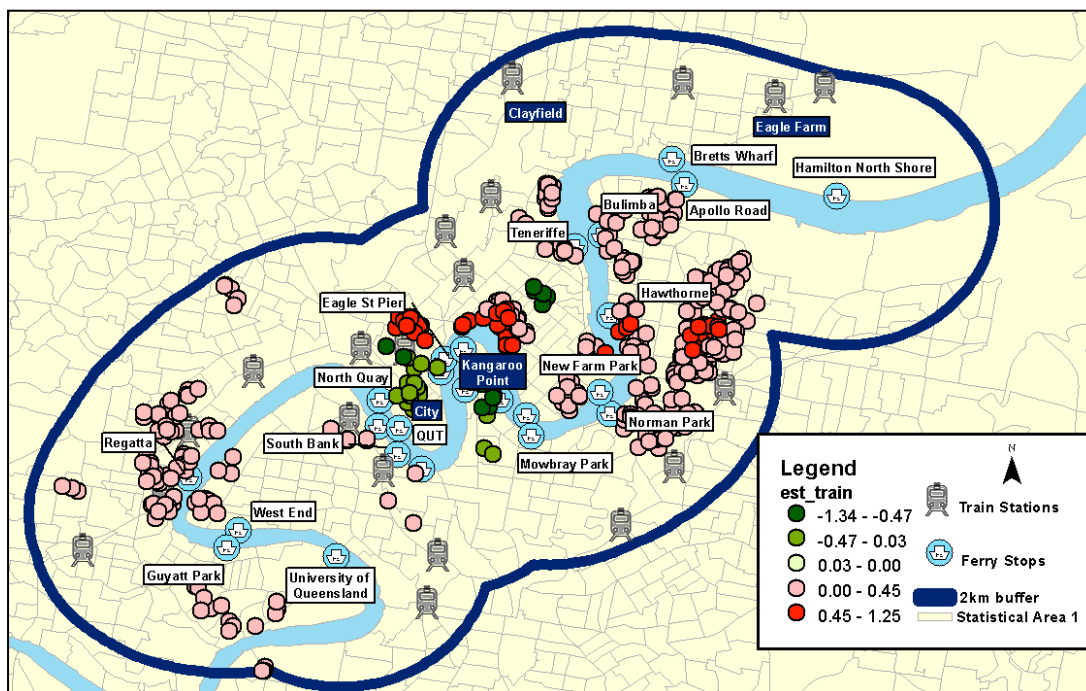 Clayfield
Eagle Farm
Bretts Wharf
Hamilton North Shore
Bulimba
Apollo Road
Teneriffe
Eagle St Pier
Hawthorne
Kangaroo
Point
New Farm Park
North Quay
City
Norman Park
QUT
South Bank
Regatta
Mowbray Park
West End
Guyatt Park
University of
Queensland
Legend
est_train
-1.34 - -0.47
-0.47 - 0.03
0.03 - 0.00
0.00 - 0.45
0.45 - 1.25
N
Train Stations
Ferry Stops
2km buffer
Statistical Area 1